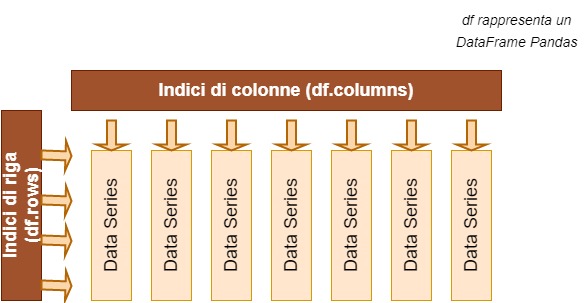 df rappresenta un
DataFrame Pandas
Indici di colonne (df.columns)
Indici di riga
(df.rows)
Data Series
Data Series
Data Series
Data Series
Data Series
Data Series
Data Series